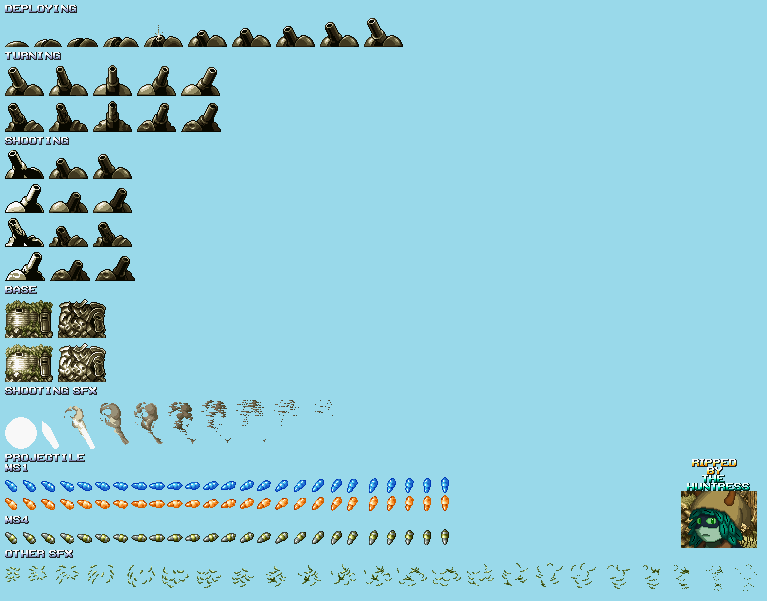 DEPLOYING
TURNING
SHOOTING
BASE
SHOOTING SFX
PROJECTILE
MS1
MS4
OTHER SFX
RIPPED
BY
THE
HUNTRESS